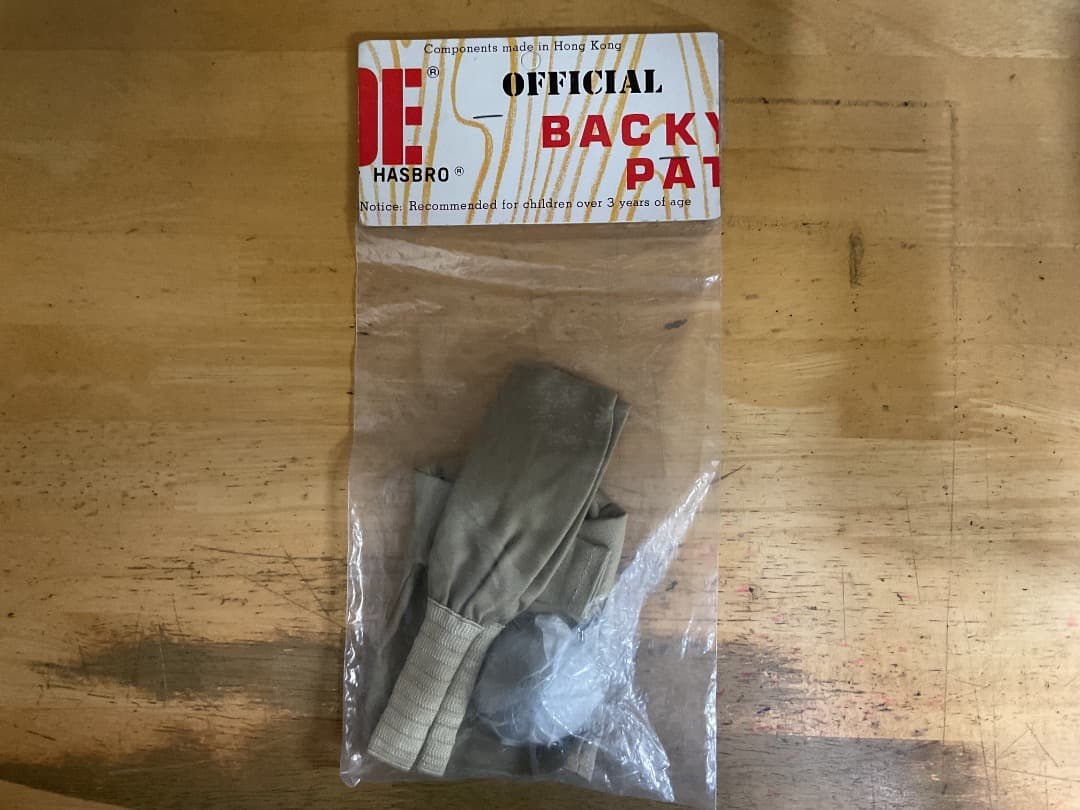 Components made in Hong Kong
OE®
OFFICIAL
BACKY
PAT
HASBRO®
Notice: Recommended for children over 3 years of age